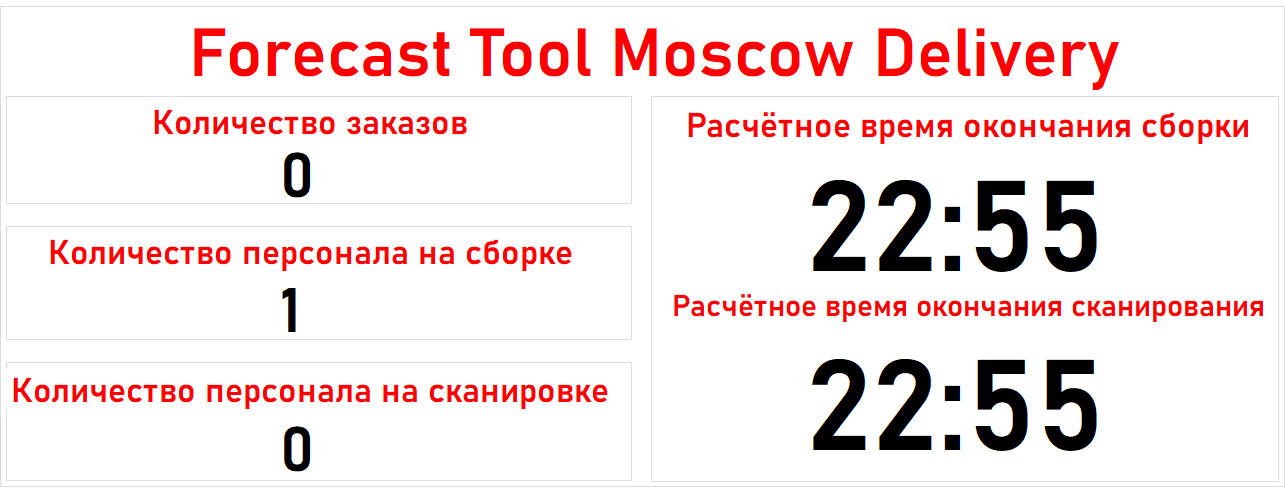 Forecast Tool Moscow Delivery
Количество заказов
0
Количество персонала на сборке
1
Количество персонала на сканировке
0
Расчётное время окончания сборки
22:55
Расчётное время окончания сканирования
22:55